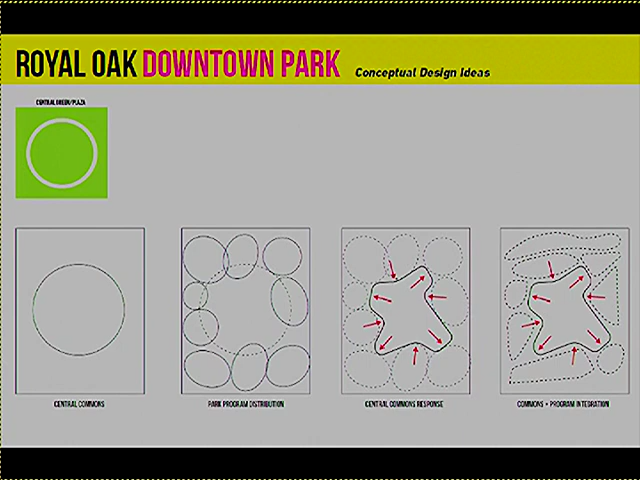 ROYAL OAK DOWNTOWN PARK Conceptual Design Ideas
CENTRAL GREEN/PLAZA
CENTRAL COMMONS
PARK PROGRAM DISTRIBUTION
CENTRAL COMMONS RESPONSE
COMMONS + PROGRAM INTEGRATION